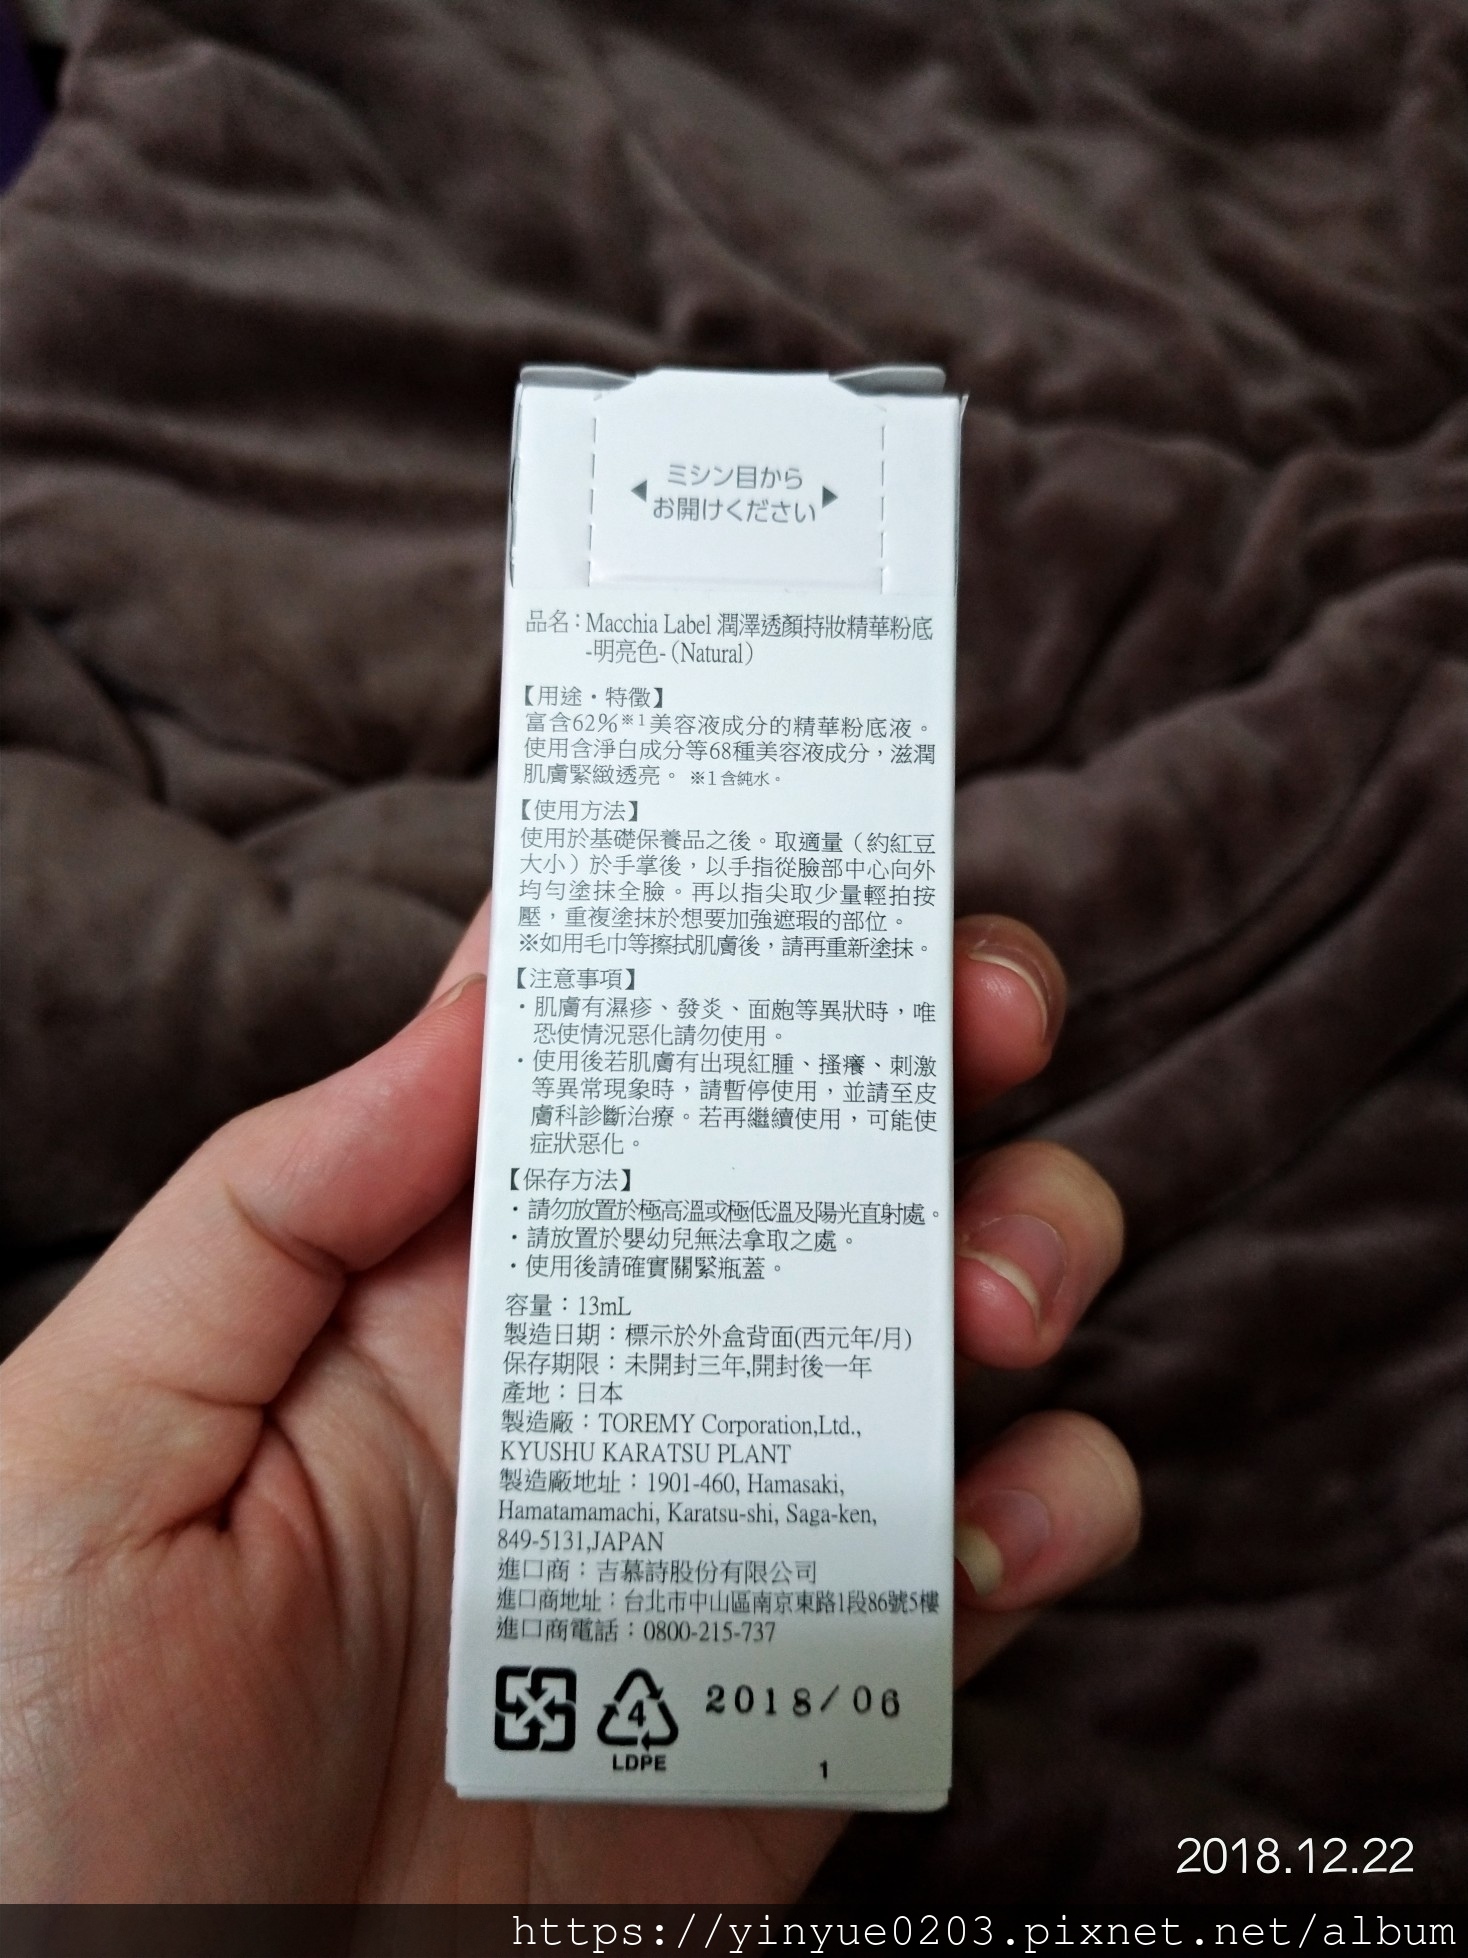 ミシン目から
お開けください
品名：Macchia Label 潤澤透顏持妝精華粉底
-明亮色-（Natural）
【用途・特徵】
富含62%※1美容液成分的精華粉底液。
使用含淨白成分等68種美容液成分，滋潤
肌膚緊緻透亮。 ※1含純水。
【使用方法】
使用於基礎保養品之後。取適量（約紅豆
大小）於手掌後，以手指從臉部中心向外
均勻塗抹全臉。再以指尖取少量輕拍按
壓，重複塗抹於想要加強遮瑕的部位。
※如用毛巾等擦拭肌膚後，請再重新塗抹。
【注意事項】
・肌膚有濕疹、發炎、面皰等異狀時，唯
恐使情況惡化請勿使用。
・使用後若肌膚有出現紅腫、搔癢、刺激
等異常現象時，請暫停使用，並請至皮
膚科診斷治療。若再繼續使用，可能使
症狀惡化。
【保存方法】
・請勿放置於極高溫或極低溫及陽光直射處。
・請放置於嬰幼兒無法拿取之處。
・使用後請確實關緊瓶蓋。
容量：13mL
製造日期：標示於外盒背面(西元年/月)
保存期限：未開封三年,開封後一年
產地：日本
製造廠：TOREMY Corporation,Ltd.,
KYUSHU KARATSU PLANT
製造廠地址：1901-460, Hamasaki,
Hamatamamachi, Karatsu-shi, Saga-ken,
849-5131,JAPAN
進口商：吉慕詩股份有限公司
進口商地址：台北市中山區南京東路1段86號5樓
進口商電話：0800-215-737
2018/06
4
LDPE
1
2018.12.22
https://yinyue0203.pixnet.net/album